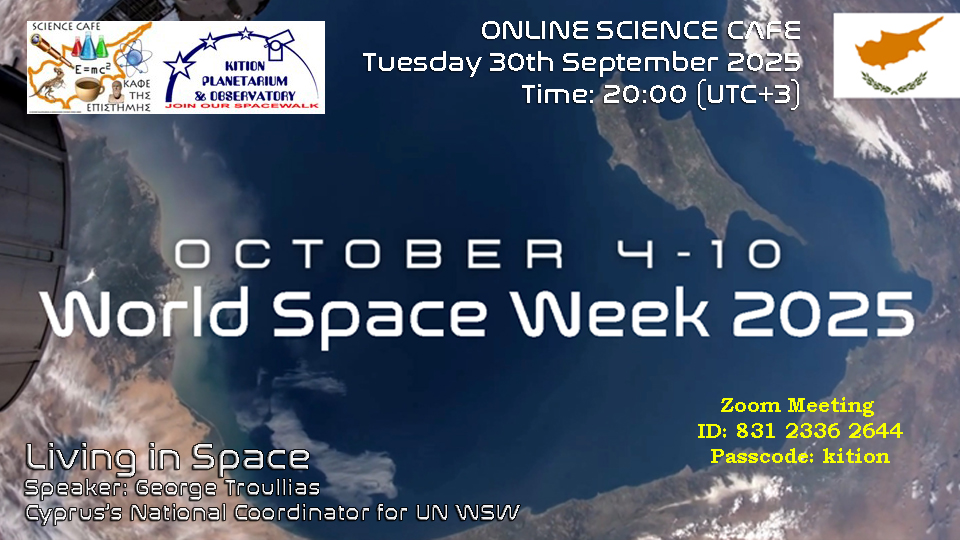 SCIENCE CAFE
E=mc²
ΚΑΦΕ
ΤΗΣ
ΕΠΙΣΤΗΜΗΣ
KITION
PLANETARIUM
& OBSERVATORY
JOIN OUR SPACEWALK
ONLINE SCIENCE CAFE
Tuesday 30th September 2025
Time: 20:00 (UTC+3)
OCTOBER 4-10
World Space Week 2025
Zoom Meeting
ID: 831 2336 2644
Passcode: kition
Living in Space
Speaker: George Troullias
Cyprus's National Coordinator for UN WSW